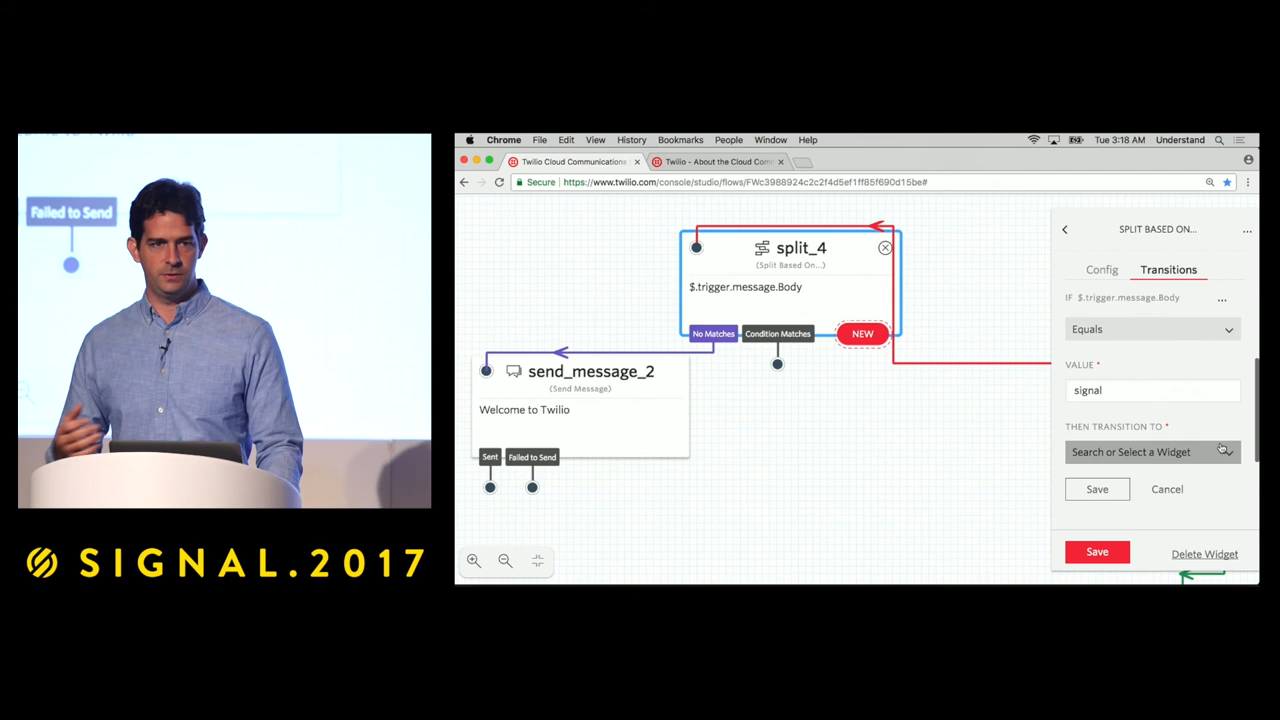 Failed to Send
SIGNAL.2017
Chrome File Edit View History Bookmarks People Window Help
Tue 3:18 AM Understand
Twilio Cloud Communications
Twilio - About the Cloud Com
Secure https://www.twilio.com/console/studio/flows/FWc3988924c2c2f4d5ef1ff85f690d15be#
split_4
(Split Based On...)
$.trigger.message.Body
No Matches
Condition Matches
NEW
send_message_2
(Send Message)
Welcome to Twilio
Sent
Failed to Send
SPLIT BASED ON...
Config Transitions
IF $.trigger.message.Body
Equals
VALUE *
signal
THEN TRANSITION TO *
Search or Select a Widget
Save Cancel
Save Delete Widget